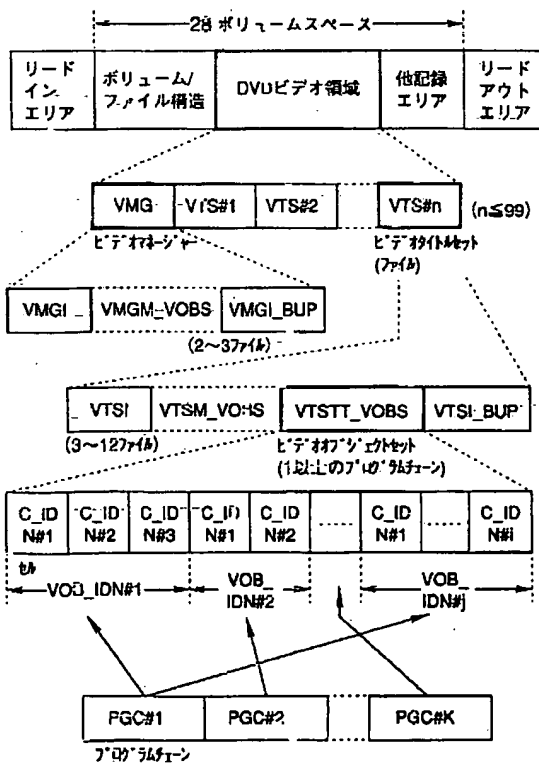 28 ボリュームスペース
リード
イン
エリア
ボリューム/
ファイル構造
DVDビデオ領域
他記録
エリア
リード
アウト
エリア
VMG
VTS#1
VTS#2
VTS#n
(n≦99)
ビデオマネージャー
ビデオタイトルセット
(ファイル)
VMGI
VMGM_VOBS
VMGI_BUP
(2〜3ファイル)
VTSI
VTSM_VOBS
VTSTT_VOBS
VTSI_BUP
(3〜12ファイル)
ビデオオブジェクトセット
(1以上のプログラムチェーン)
C_ID
N#1
C_ID
N#2
C_ID
N#3
C_ID
N#1
C_ID
N#2
C_ID
N#1
C_ID
N#i
セル
VOB_IDN#1
VOB_
IDN#2
VOB_
IDN#j
PGC#1
PGC#2
PGC#K
プログラムチェーン